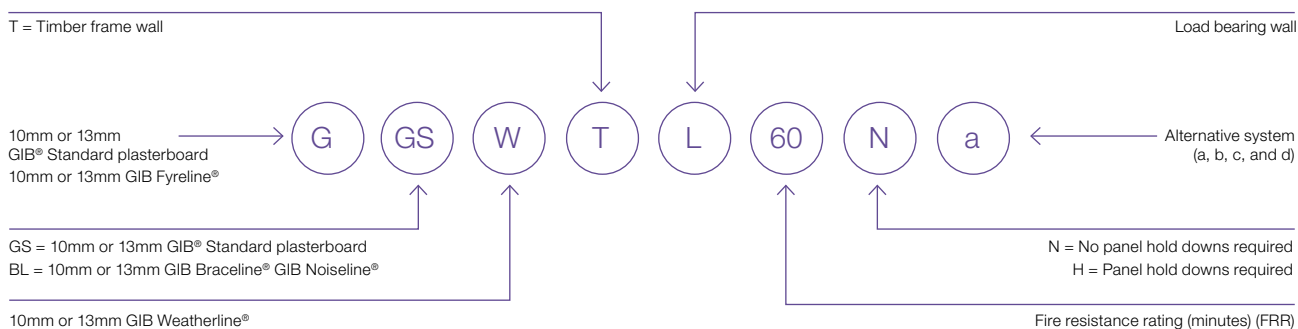 T = Timber frame wall
Load bearing wall
10mm or 13mm
GIB® Standard plasterboard
10mm or 13mm GIB Fyreline®
G GS W T L 60 N a
Alternative system
(a, b, c, and d)
GS = 10mm or 13mm GIB® Standard plasterboard
BL = 10mm or 13mm GIB Braceline® GIB Noiseline®
N = No panel hold downs required
H = Panel hold downs required
10mm or 13mm GIB Weatherline®
Fire resistance rating (minutes) (FRR)